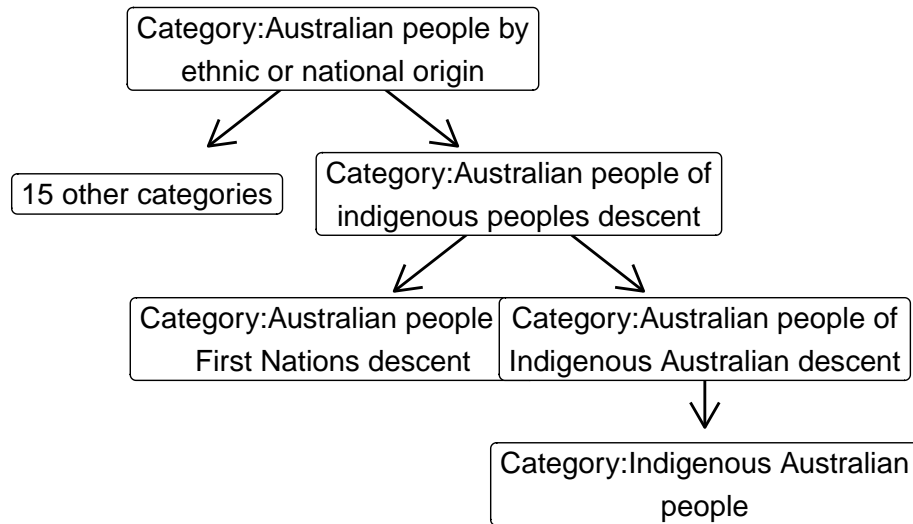 Category:Australian people by
ethnic or national origin
15 other categories
Category:Australian people of
indigenous peoples descent
Category:Australian people
First Nations descent
Category:Australian people of
Indigenous Australian descent
Category:Indigenous Australian
people